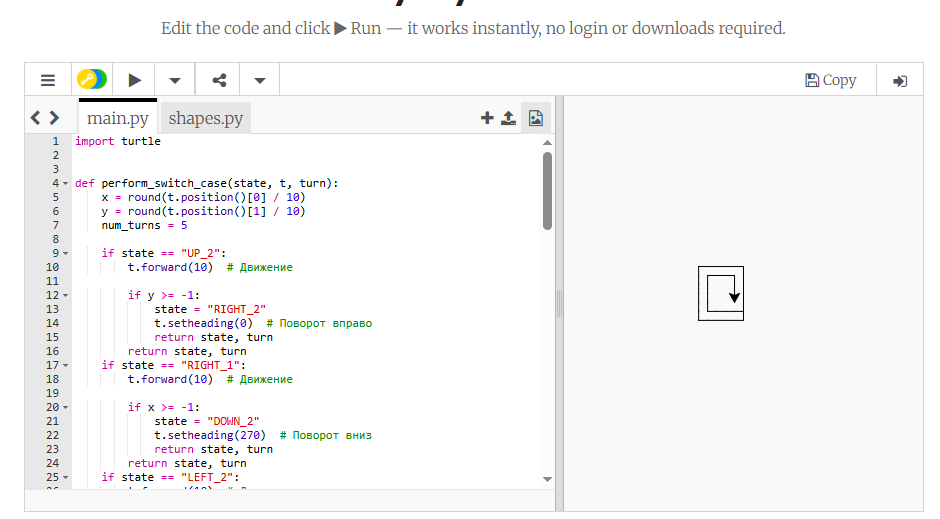 Edit the code and click ▶ Run — it works instantly, no login or downloads required.
Copy
main.py shapes.py
1 import turtle
2
3
4 def perform_switch_case(state, t, turn):
5 x = round(t.position()[0] / 10)
6 y = round(t.position()[1] / 10)
7 num_turns = 5
8
9 if state == "UP_2":
10 t.forward(10) # Движение
11
12 if y >= -1:
13 state = "RIGHT_2"
14 t.setheading(0) # Поворот вправо
15 return state, turn
16 return state, turn
17 if state == "RIGHT_1":
18 t.forward(10) # Движение
19
20 if x >= -1:
21 state = "DOWN_2"
22 t.setheading(270) # Поворот вниз
23 return state, turn
24 return state, turn
25 if state == "LEFT_2":